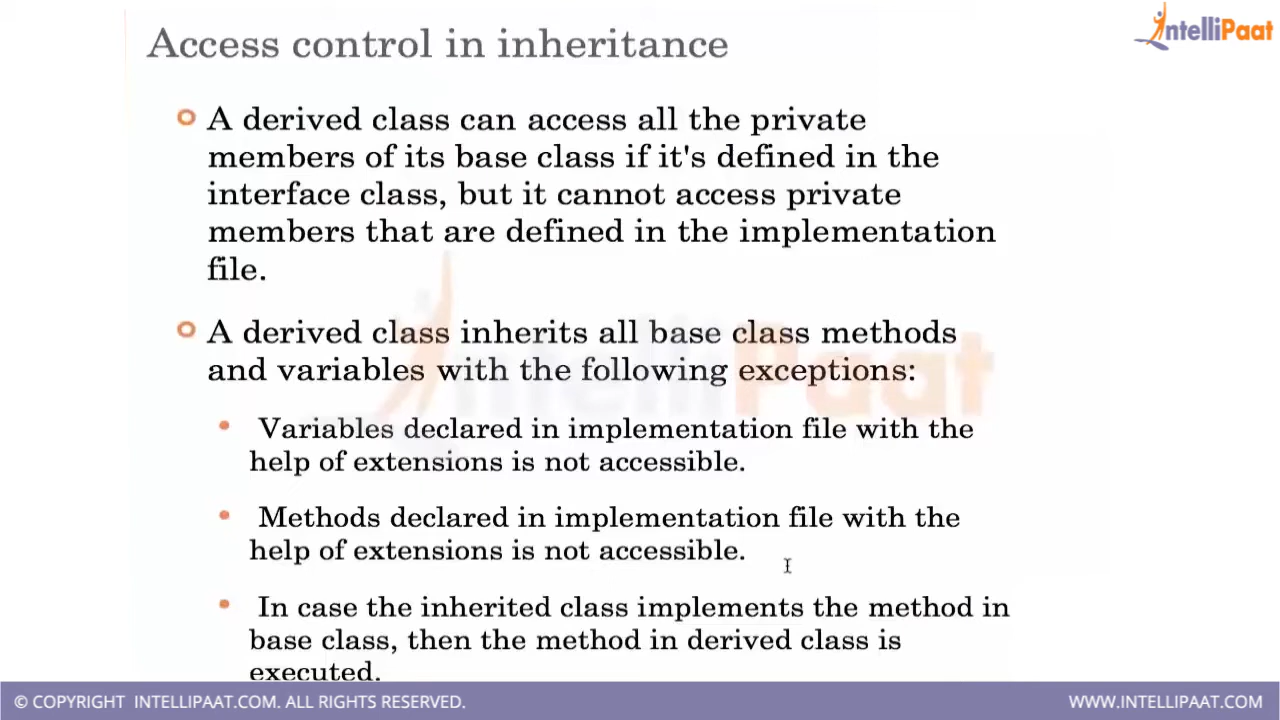 IntelliPaat
Access control in inheritance
A derived class can access all the private
members of its base class if it's defined in the
interface class, but it cannot access private
members that are defined in the implementation
file.
A derived class inherits all base class methods
and variables with the following exceptions:
Variables declared in implementation file with the
help of extensions is not accessible.
Methods declared in implementation file with the
help of extensions is not accessible.
In case the inherited class implements the method in
base class, then the method in derived class is
executed.
IntelliPaat
© COPYRIGHT INTELLIPAAT.COM. ALL RIGHTS RESERVED.
WWW.INTELLIPAAT.COM